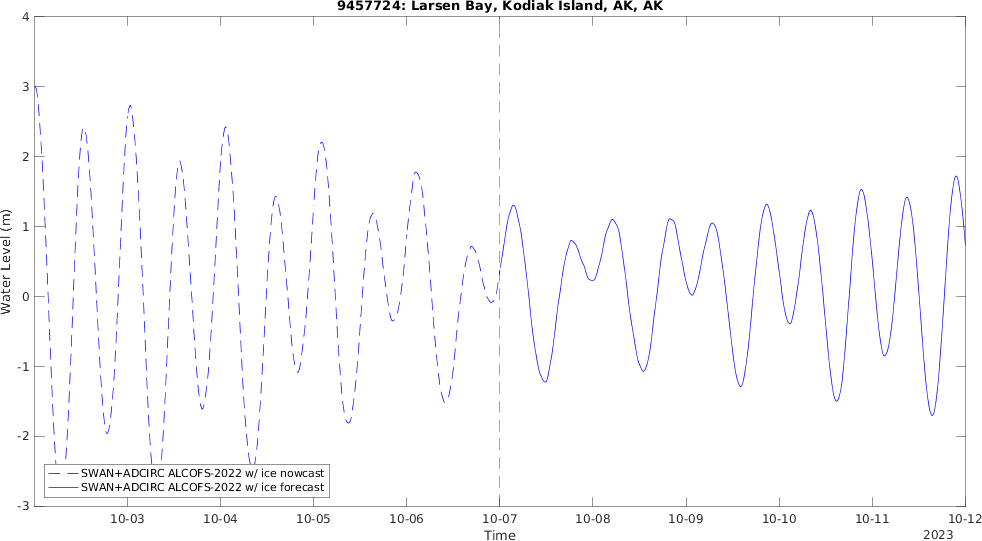 9457724: Larsen Bay, Kodiak Island, AK, AK
Water Level (m)
4
3
2
1
0
-1
-2
-3
SWAN+ADCIRC ALCOFS-2022 w/ ice nowcast
SWAN+ADCIRC ALCOFS-2022 w/ ice forecast
10-03 10-04 10-05 10-06 10-07 10-08 10-09 10-10 10-11 10-12
Time
2023